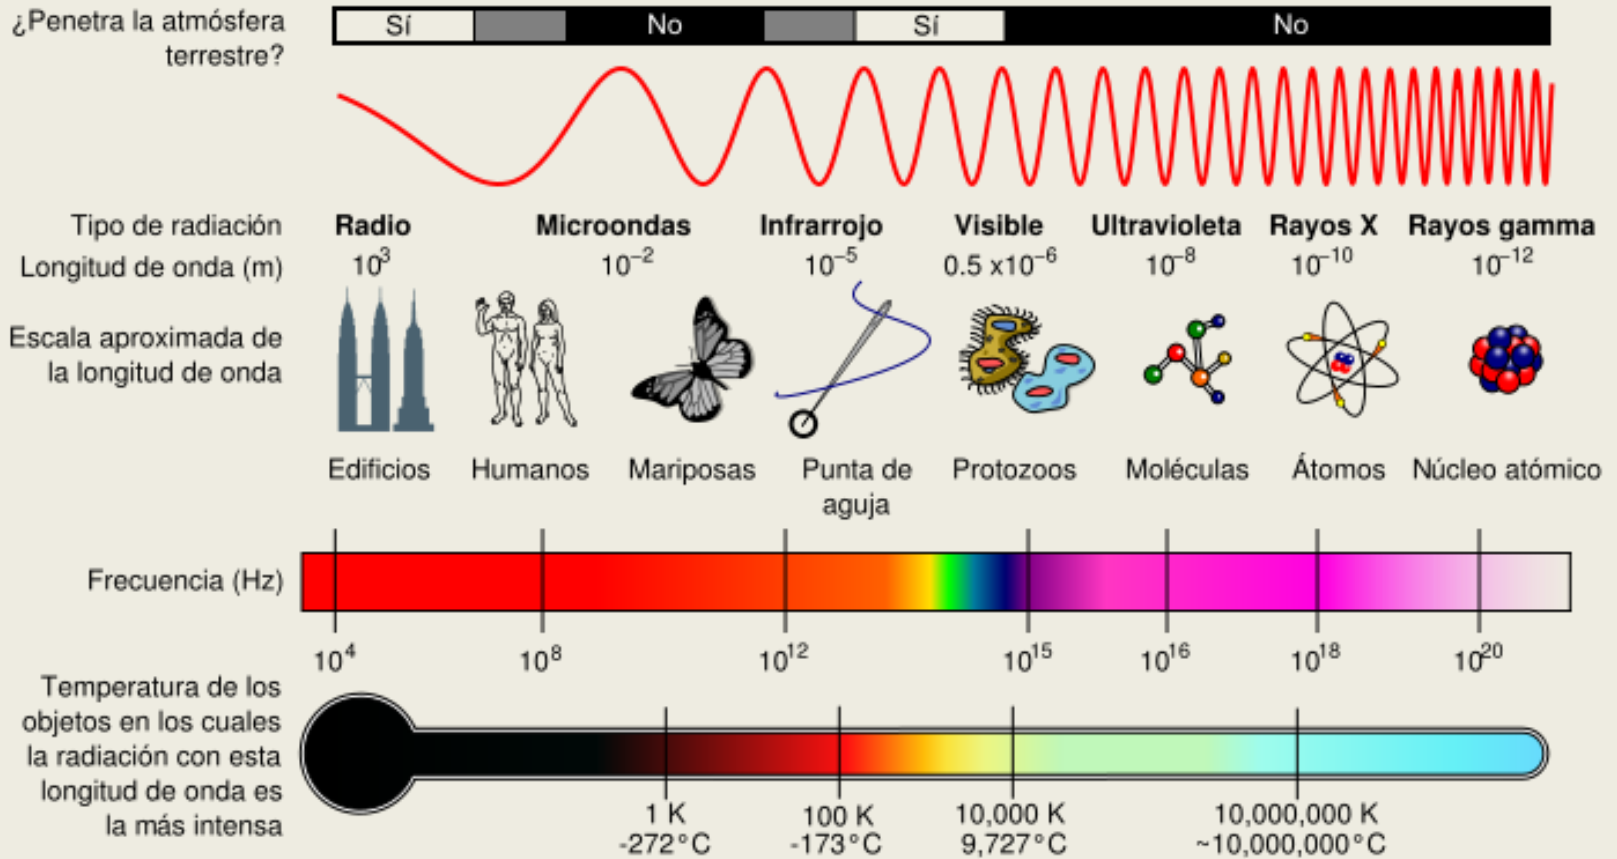 ¿Penetra la atmósfera
terrestre?
Sí
No
Sí
No
Tipo de radiación
Radio
Microondas
Infrarrojo
Visible
Ultravioleta
Rayos X
Rayos gamma
Longitud de onda (m)
10³
10⁻²
10⁻⁵
0.5 x10⁻⁶
10⁻⁸
10⁻¹⁰
10⁻¹²
Escala aproximada de
la longitud de onda
Edificios
Humanos
Mariposas
Punta de
aguja
Protozoos
Moléculas
Átomos
Núcleo atómico
Frecuencia (Hz)
10⁴
10⁸
10¹²
10¹⁵
10¹⁶
10¹⁸
10²⁰
Temperatura de los
objetos en los cuales
la radiación con esta
longitud de onda es
la más intensa
1 K
-272°C
100 K
-173°C
10,000 K
9,727°C
10,000,000 K
~10,000,000°C